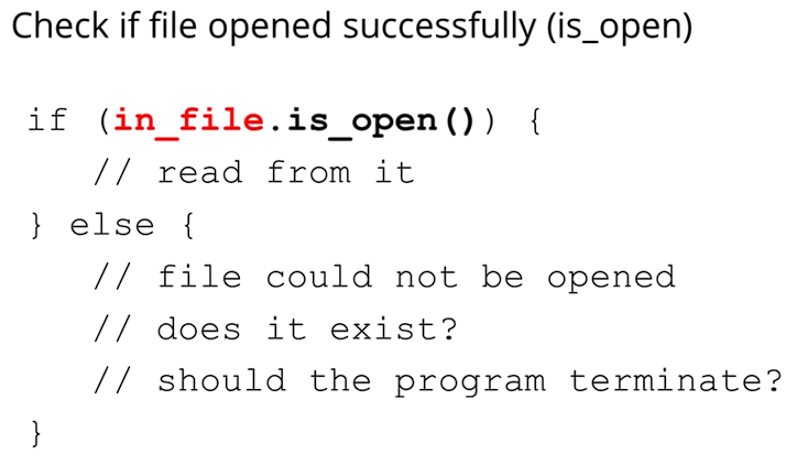 Check if file opened successfully (is_open)
if (in_file.is_open()) {
// read from it
} else {
// file could not be opened
// does it exist?
// should the program terminate?
}